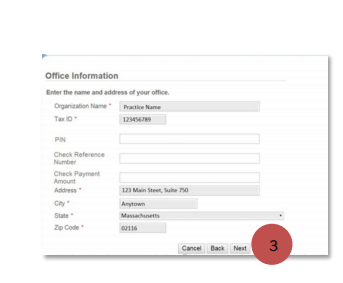 Office Information
Enter the name and address of your office.
Organization Name * Practice Name
Tax ID * 123456789
PIN
Check Reference
Number
Check Payment
Amount
Address * 123 Main Steet, Suite 750
City * Anytown
State * Massachusetts
Zip Code * 02116
Cancel Back Next 3